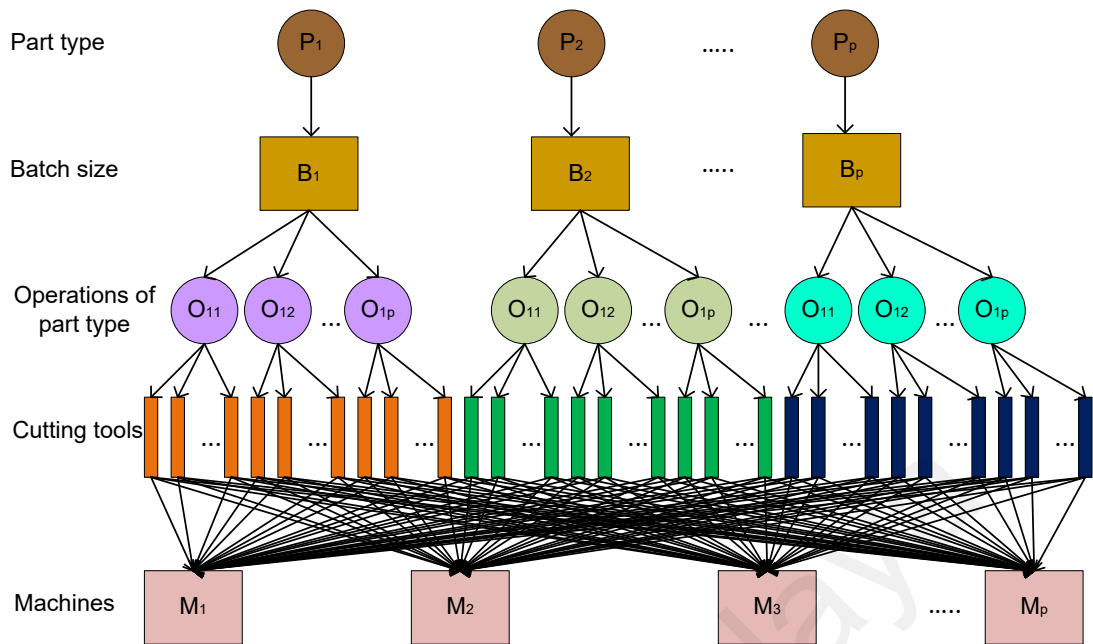 Part type P1 P2 ..... Pp
Batch size B1 B2 ..... Bp
Operations of
part type
O11 O12 ... O1p O11 O12 ... O1p ... O11 O12 ... O1p
Cutting tools ... ... ... ... ... ... ... ... ...
Machines M1 M2 M3 ..... Mp